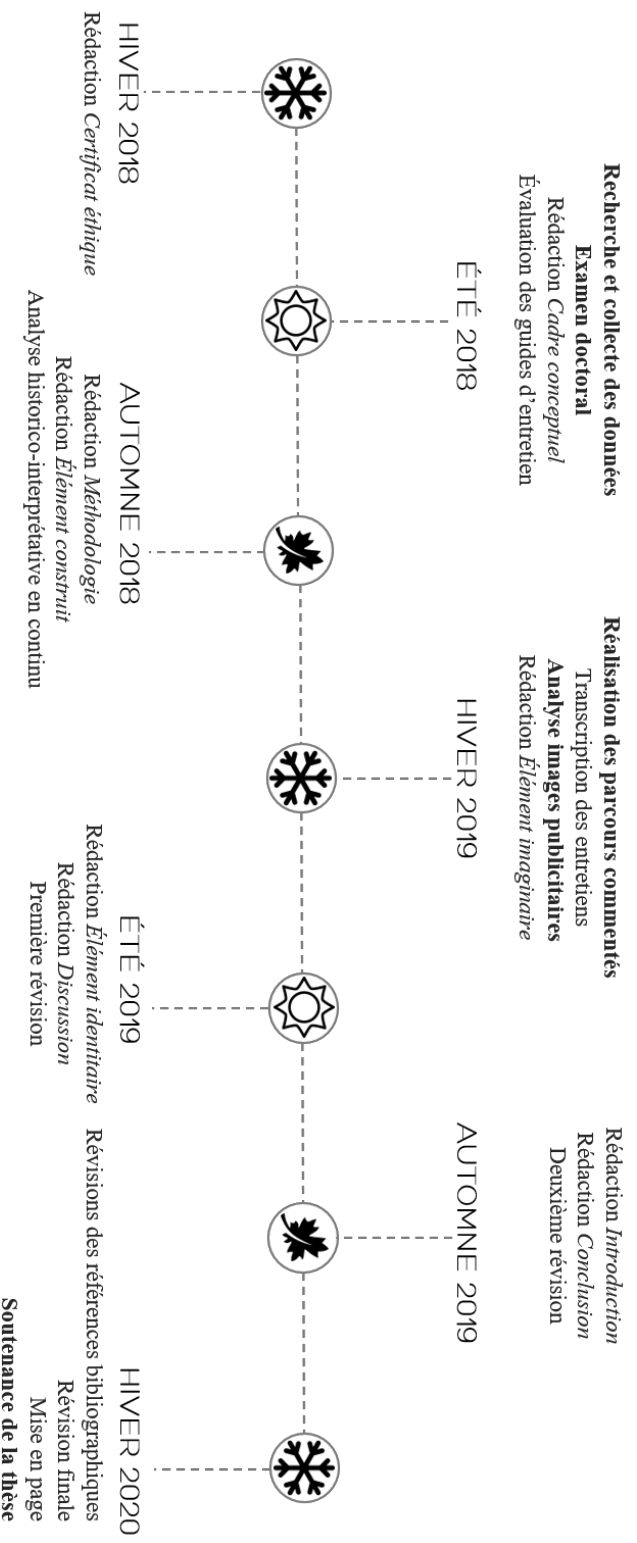 HIVER 2018
Rédaction Certificat éthique
Recherche et collecte des données
Examen doctoral
Rédaction Cadre conceptuel
Évaluation des guides d'entretien
ÉTÉ 2018
AUTOMNE 2018
Rédaction Méthodologie
Rédaction Élément construit
Analyse historico-interprétative en continu
Réalisation des parcours commentés
Transcription des entretiens
Analyse images publicitaires
Rédaction Élément imaginaire
HIVER 2019
ÉTÉ 2019
Rédaction Élément identitaire
Rédaction Discussion
Première révision
Rédaction Introduction
Rédaction Conclusion
Deuxième révision
AUTOMNE 2019
HIVER 2020
Révisions des références bibliographiques
Révision finale
Mise en page
Soutenance de la thèse